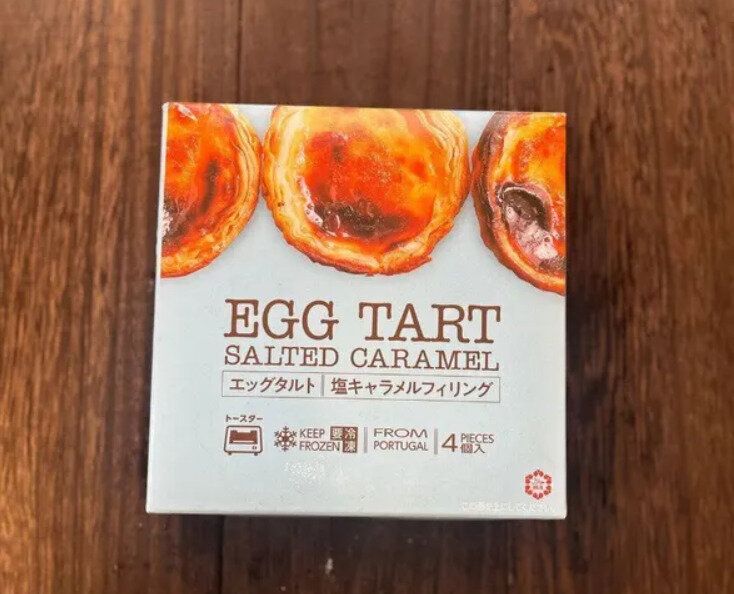 EGG TART
SALTED CARAMEL
エッグタルト | 塩キャラメルフィリング
トースター
KEEP FROZEN 要冷凍
FROM PORTUGAL
4 PIECES 個入